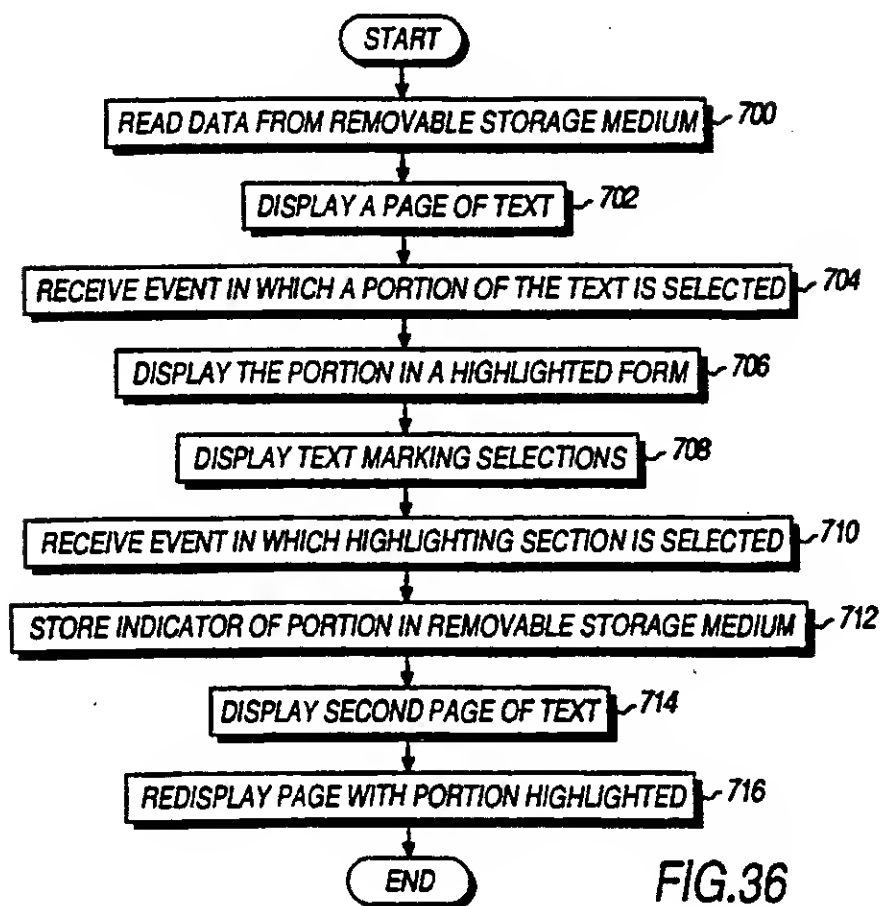 START
READ DATA FROM REMOVABLE STORAGE MEDIUM 700
DISPLAY A PAGE OF TEXT 702
RECEIVE EVENT IN WHICH A PORTION OF THE TEXT IS SELECTED 704
DISPLAY THE PORTION IN A HIGHLIGHTED FORM 706
DISPLAY TEXT MARKING SELECTIONS 708
RECEIVE EVENT IN WHICH HIGHLIGHTING SECTION IS SELECTED 710
STORE INDICATOR OF PORTION IN REMOVABLE STORAGE MEDIUM 712
DISPLAY SECOND PAGE OF TEXT 714
REDISPLAY PAGE WITH PORTION HIGHLIGHTED 716
END
FIG.36